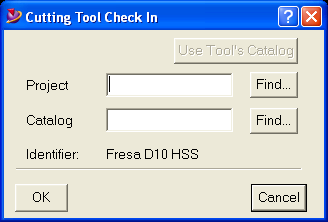 Cutting Tool Check In
Use Tool's Catalog
Project
Find...
Catalog
Find...
Identifier: Fresa D10 HSS
OK
Cancel